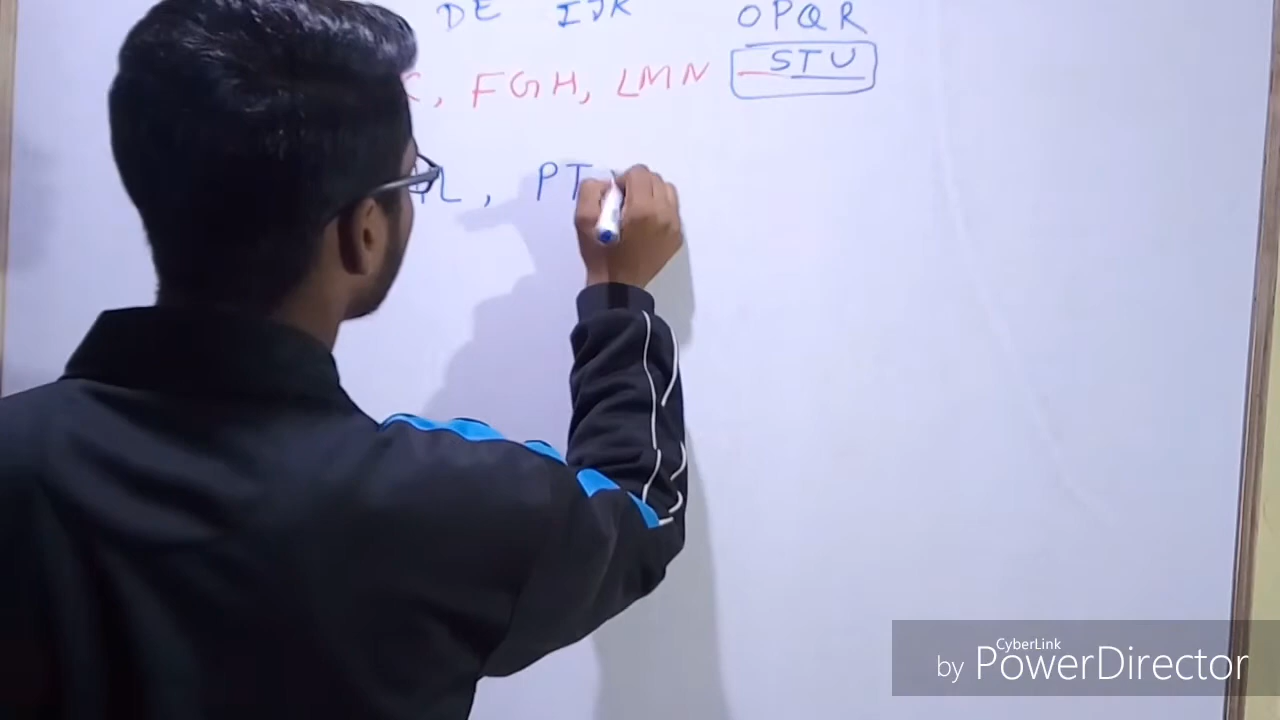 DE IJK OPQR
C, FGH, LMN STU
L, PT
CyberLink
by PowerDirector